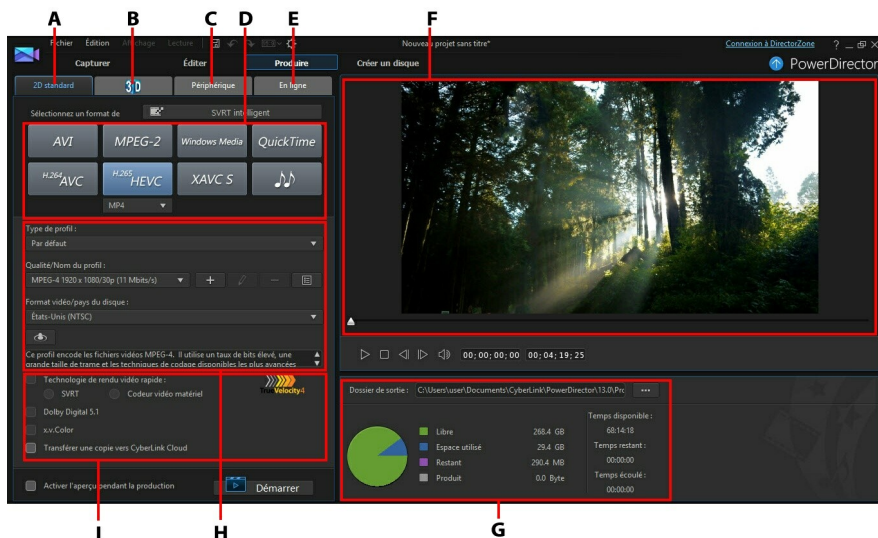 A B C D E F
Fichier Édition Affichage Lecture
Nouveau projet sans titre*
Connexion à DirectorZone ?
Capturer Éditer Produire Créer un disque
PowerDirector
2D standard 3D Périphérique En ligne
Sélectionnez un format de
SVRT intelligent
AVI MPEG-2 Windows Media QuickTime
H.264 AVC H.265 HEVC XAVC S
MP4
Type de profil :
Par défaut
Qualité/Nom du profil :
MPEG-4 1920 x 1080/30p (11 Mbits/s)
Format vidéo/pays du disque :
États-Unis (NTSC)
Ce profil encode les fichiers vidéos MPEG-4. Il utilise un taux de bits élevé, une
grande taille de trame et les techniques de codage disponibles les plus avancées
00;00;00;00 00;04;19;25
Technologie de rendu vidéo rapide :
SVRT Codeur vidéo matériel
TrueVelocity4
Dolby Digital 5.1
x.v.Color
Transférer une copie vers CyberLink Cloud
Activer l'aperçu pendant la production
Démarrer
Dossier de sortie : C:\Users\user\Documents\CyberLink\PowerDirector\13.0\Pro ...
Libre 268.4 GB
Espace utilisé 29.4 GB
Restant 290.4 MB
Produit 0.0 Byte
Temps disponible :
68:14:18
Temps restant :
00:00:00
Temps écoulé :
00:00:00
I H G